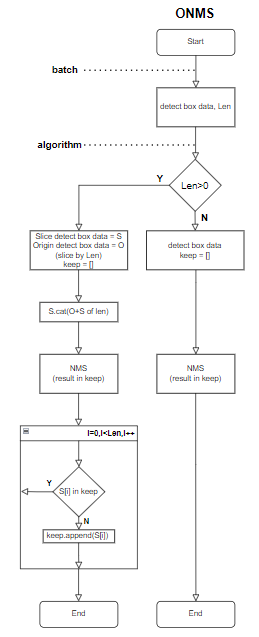 ONMS
Start
batch
detect box data, Len
algorithm
Y
Len>0
N
Slice detect box data = S
Origin detect box data = O
(slice by Len)
keep = []
detect box data
keep = []
S.cat(O+S of len)
NMS
(result in keep)
NMS
(result in keep)
I=0,I<Len,I++
Y
S[i] in keep
N
keep.append(S[i])
End
End